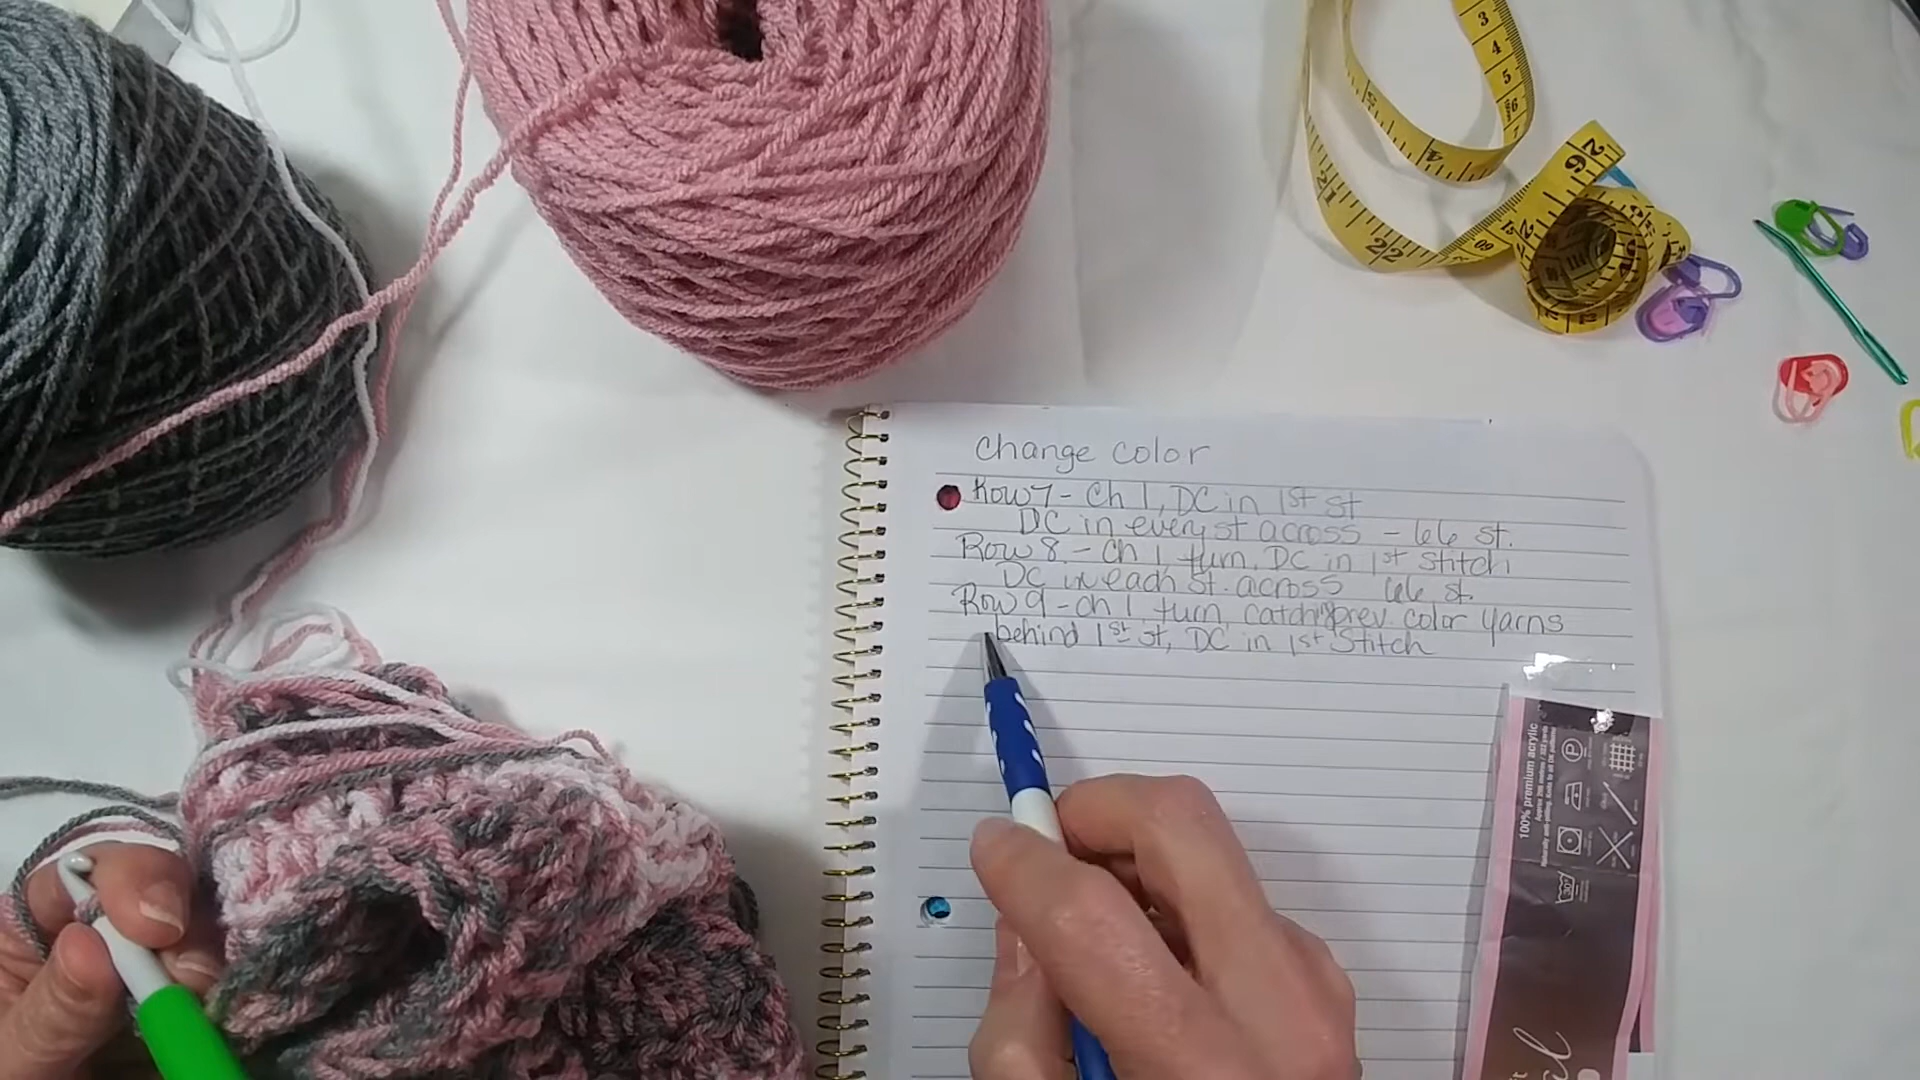 change color
Row 7 - Ch 1, DC in 1st st
DC in every st across - 66 st.
Row 8 - Ch 1, turn, DC in 1st stitch
DC in each st. across 66 st.
Row 9 - ch 1, turn, catching prev. color yarns
behind 1st st, DC in 1st Stitch
100% premium acrylic